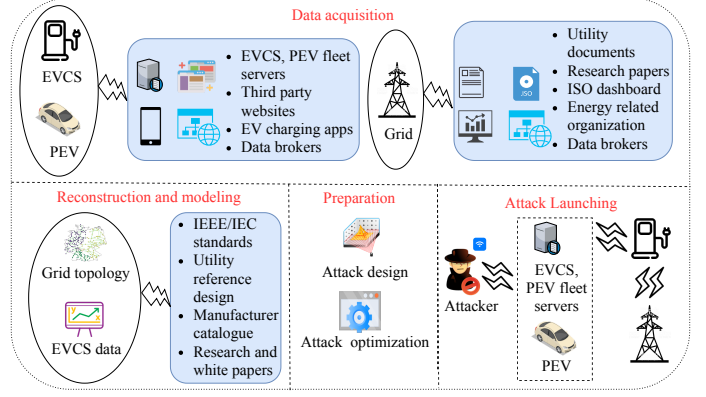 Data acquisition
EVCS
PEV
• EVCS, PEV fleet
servers
• Third party
websites
• EV charging apps
• Data brokers
Grid
.ISO
• Utility
documents
• Research papers
• ISO dashboard
• Energy related
organization
• Data brokers
Reconstruction and modeling
Grid topology
y
x
EVCS data
• IEEE/IEC
standards
• Utility
reference
design
• Manufacturer
catalogue
• Research and
white papers
Preparation
Attack design
Attack optimization
Attack Launching
Attacker
EVCS,
PEV fleet
servers
PEV